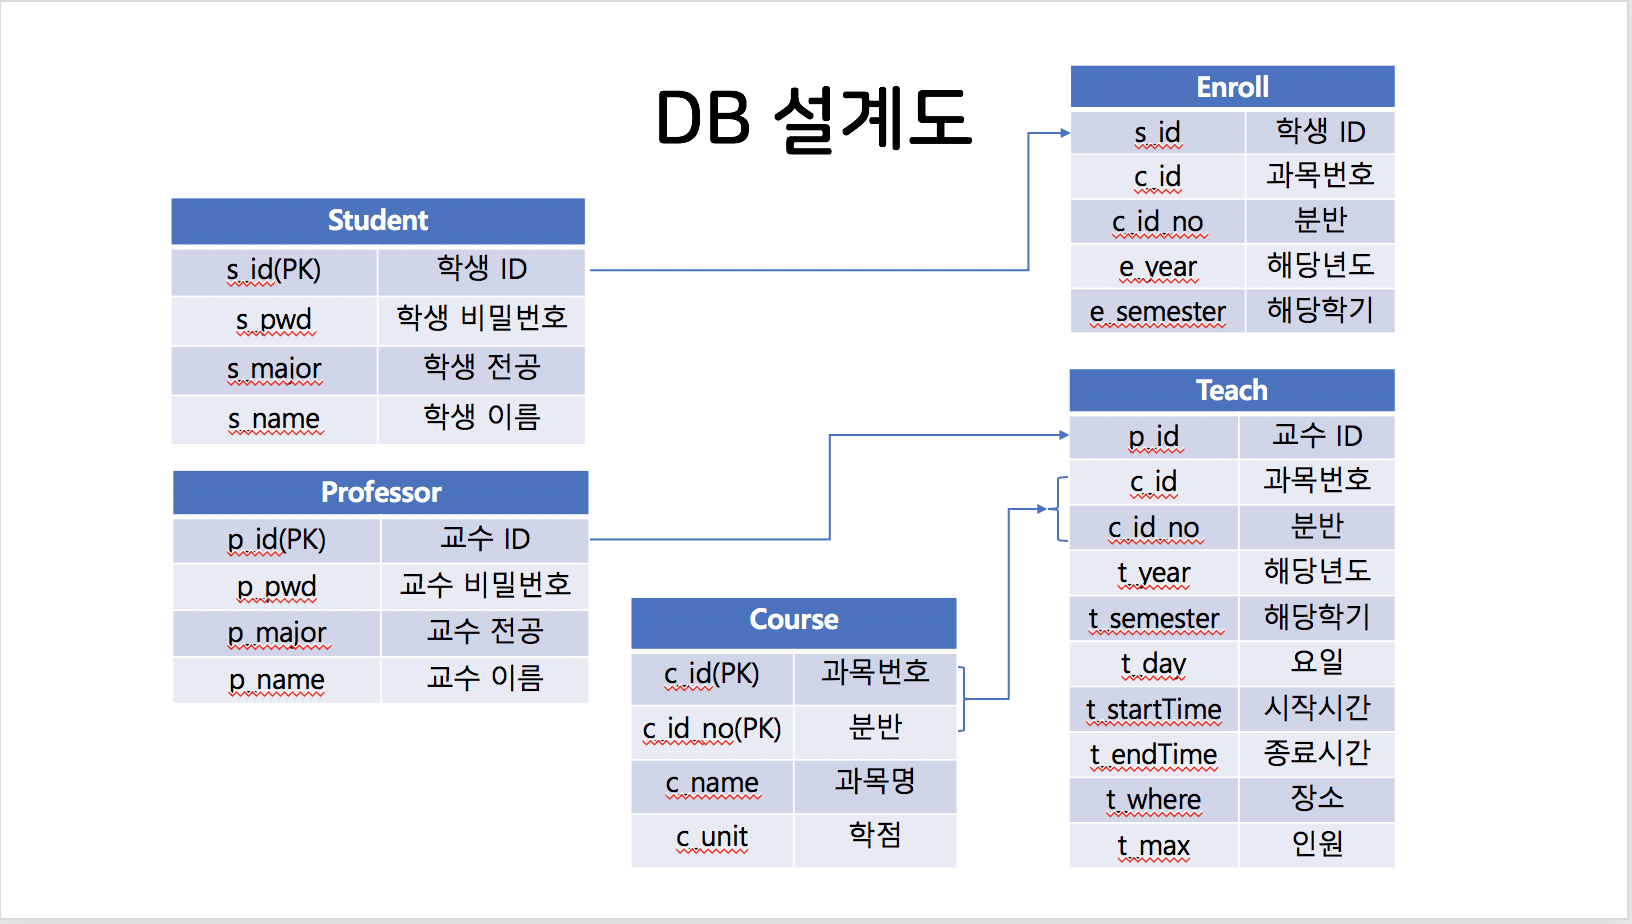 DB 설계도
Student
s_id(PK) 학생 ID
s_pwd 학생 비밀번호
s_major 학생 전공
s_name 학생 이름
Professor
p_id(PK) 교수 ID
p_pwd 교수 비밀번호
p_major 교수 전공
p_name 교수 이름
Course
c_id(PK) 과목번호
c_id_no(PK) 분반
c_name 과목명
c_unit 학점
Enroll
s_id 학생 ID
c_id 과목번호
c_id_no 분반
e_year 해당년도
e_semester 해당학기
Teach
p_id 교수 ID
c_id 과목번호
c_id_no 분반
t_year 해당년도
t_semester 해당학기
t_day 요일
t_startTime 시작시간
t_endTime 종료시간
t_where 장소
t_max 인원